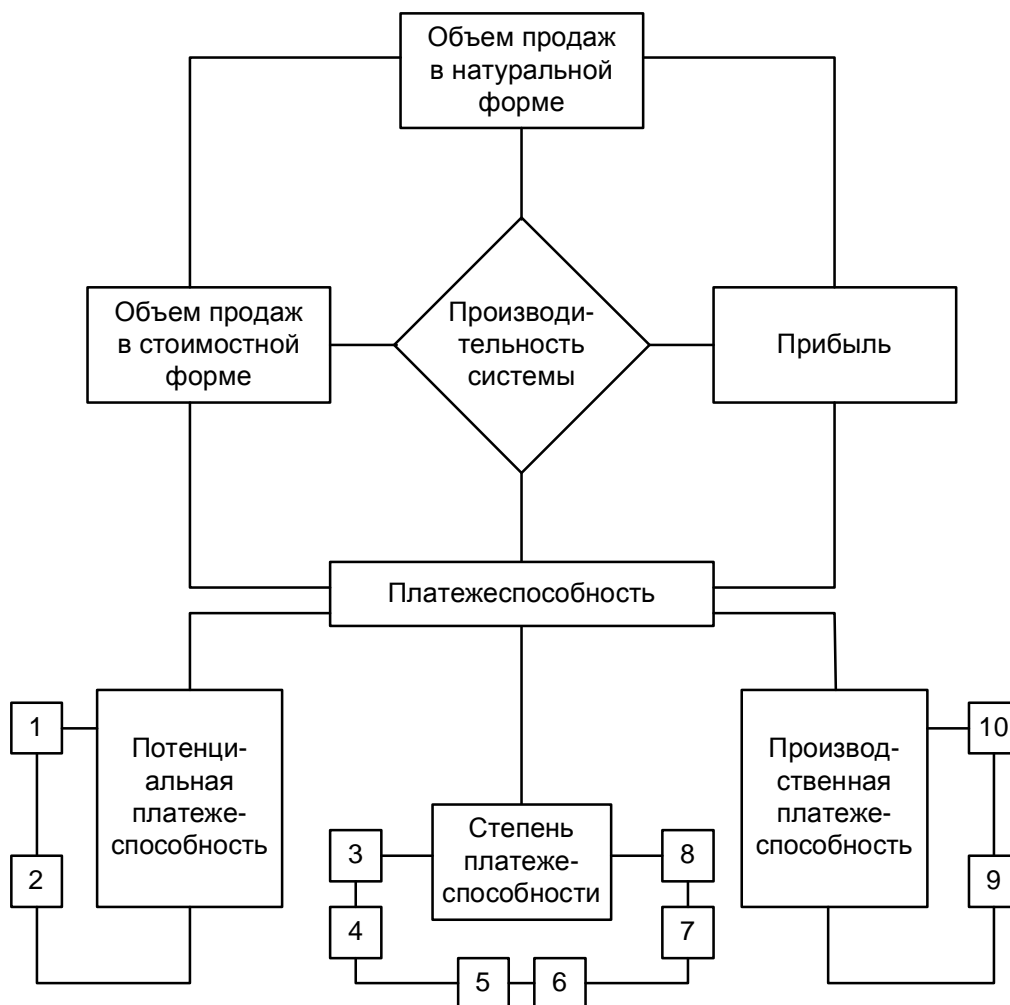 Объем продаж
в натуральной
форме
Объем продаж
в стоимостной
форме
Производи-
тельность
системы
Прибыль
Платежеспособность
1
2
Потенци-
альная
платеже-
способность
3
4
5
6
7
8
Степень
платеже-
способности
Производ-
ственная
платеже-
способность
10
9